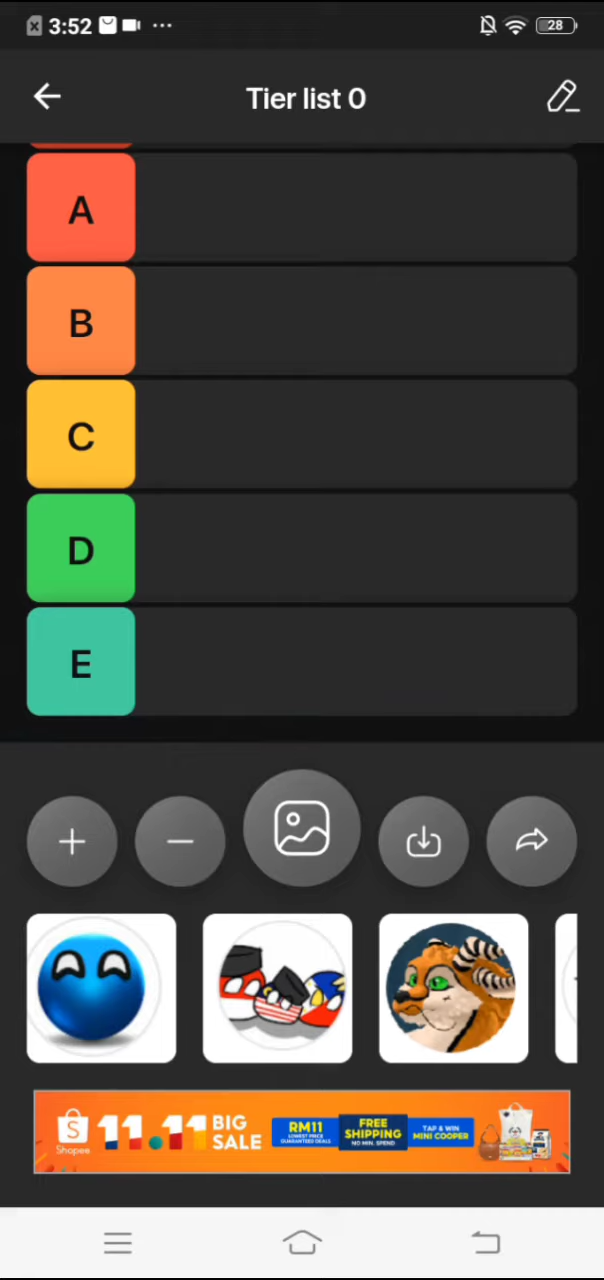 3:52
28
Tier list 0
A
B
C
D
E
Shopee
11.11 BIG SALE
RM11
LOWEST PRICE
GUARANTEED DEALS
FREE SHIPPING
NO MIN. SPEND
TAP & WIN
MINI COOPER